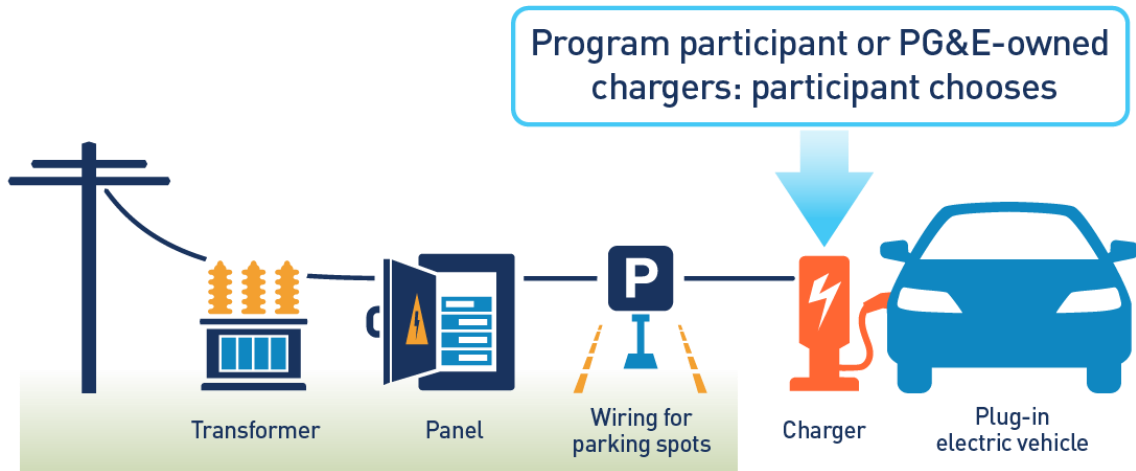 Program participant or PG&E-owned
chargers: participant chooses
P
Transformer
Panel
Wiring for
parking spots
Charger
Plug-in
electric vehicle